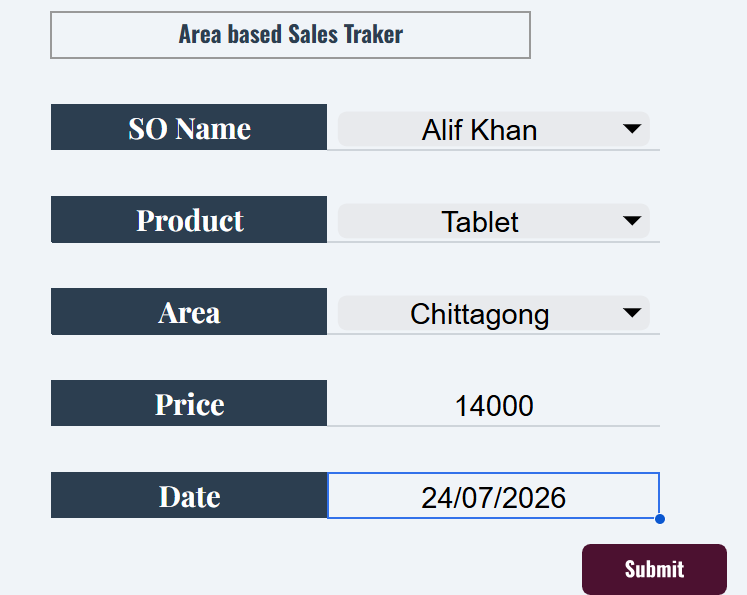 Area based Sales Traker
SO Name Alif Khan
Product Tablet
Area Chittagong
Price 14000
Date 24/07/2026
Submit